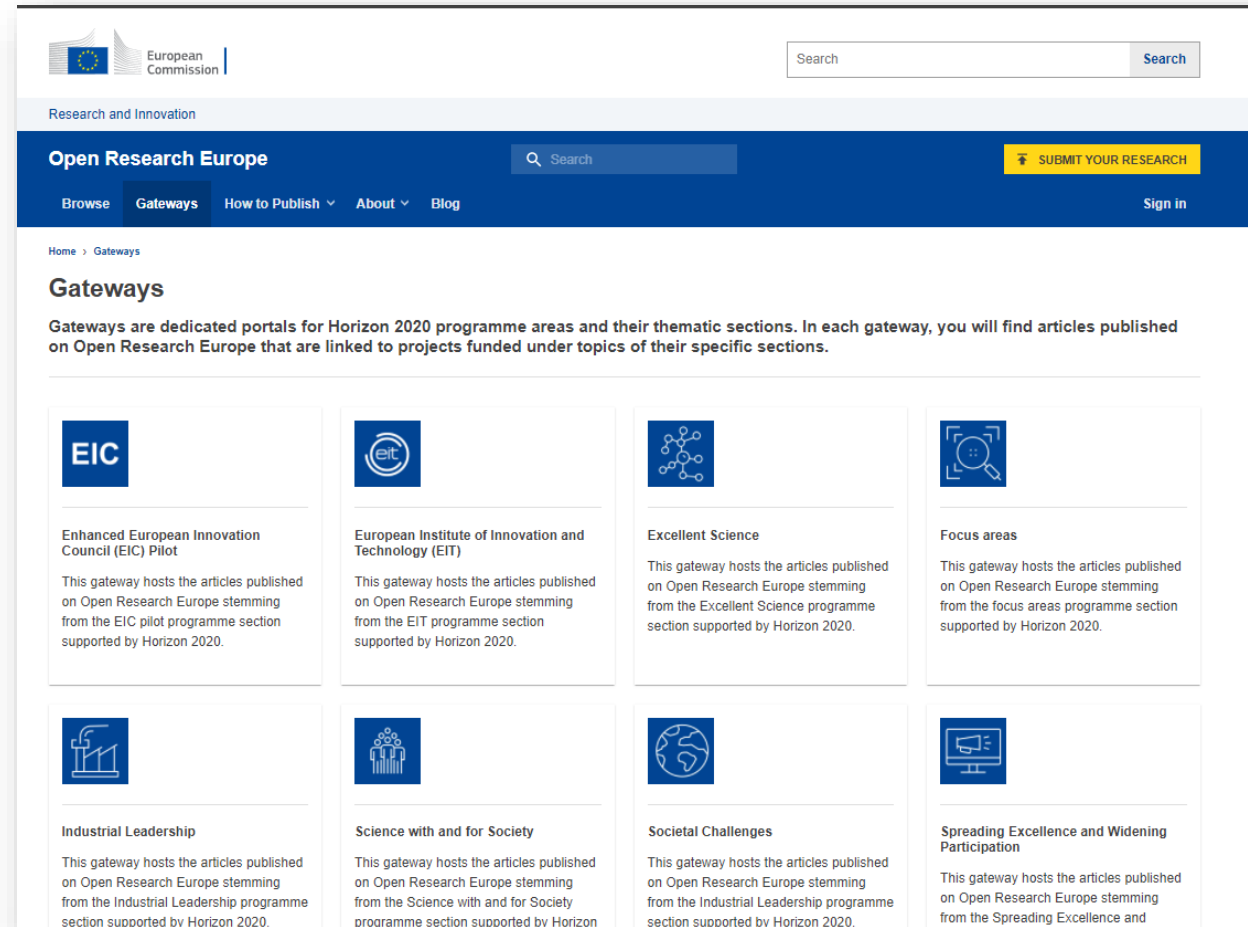 European
Commission
Search
Search
Research and Innovation
Open Research Europe
Search
SUBMIT YOUR RESEARCH
Browse
Gateways
How to Publish
About
Blog
Sign in
Home › Gateways
Gateways
Gateways are dedicated portals for Horizon 2020 programme areas and their thematic sections. In each gateway, you will find articles published
on Open Research Europe that are linked to projects funded under topics of their specific sections.
EIC
Enhanced European Innovation
Council (EIC) Pilot
This gateway hosts the articles published
on Open Research Europe stemming
from the EIC pilot programme section
supported by Horizon 2020.
eit
European Institute of Innovation and
Technology (EIT)
This gateway hosts the articles published
on Open Research Europe stemming
from the EIT programme section
supported by Horizon 2020.
Excellent Science
This gateway hosts the articles published
on Open Research Europe stemming
from the Excellent Science programme
section supported by Horizon 2020.
Focus areas
This gateway hosts the articles published
on Open Research Europe stemming
from the focus areas programme section
supported by Horizon 2020.
Industrial Leadership
This gateway hosts the articles published
on Open Research Europe stemming
from the Industrial Leadership programme
section supported by Horizon 2020.
Science with and for Society
This gateway hosts the articles published
on Open Research Europe stemming
from the Science with and for Society
programme section supported by Horizon
Societal Challenges
This gateway hosts the articles published
on Open Research Europe stemming
from the Industrial Leadership programme
section supported by Horizon 2020.
Spreading Excellence and Widening
Participation
This gateway hosts the articles published
on Open Research Europe stemming
from the Spreading Excellence and